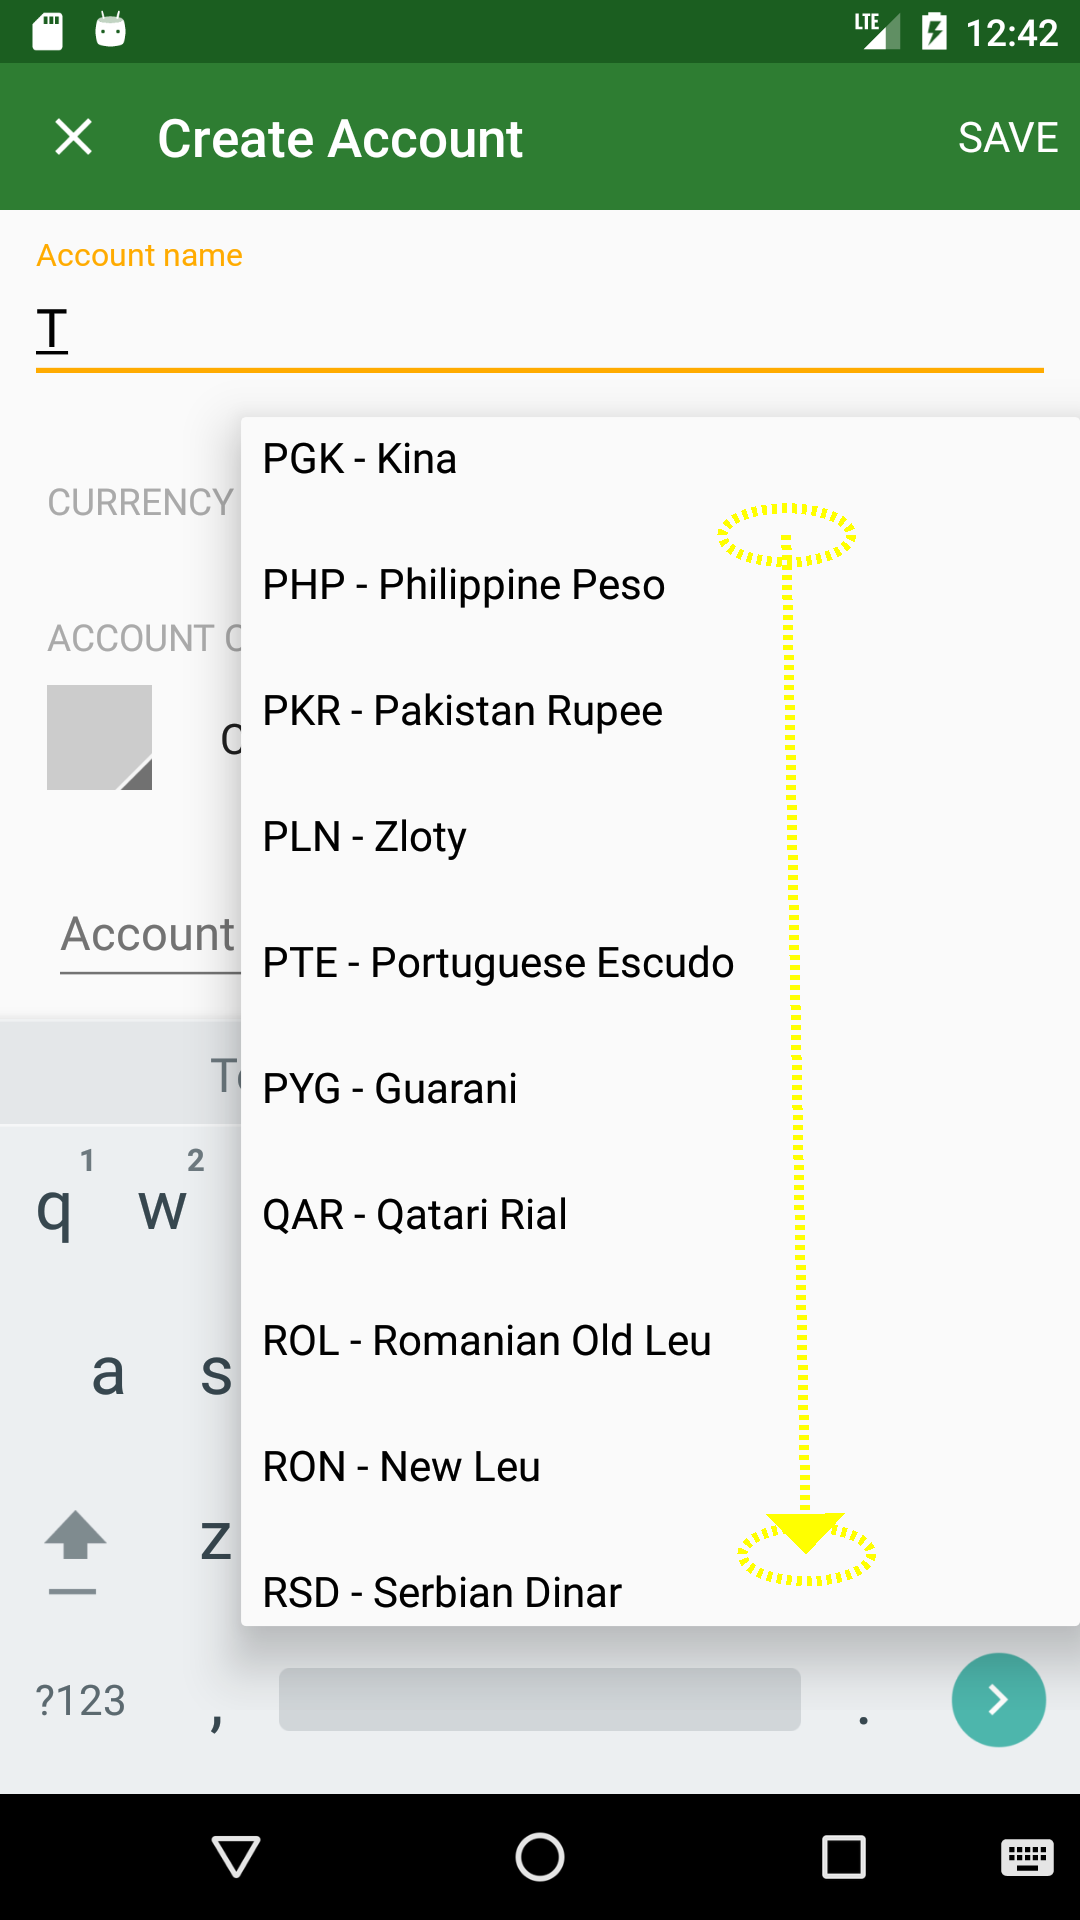 LTE 12:42
Create Account SAVE
Account name
T
PGK - Kina
CURRENCY
PHP - Philippine Peso
ACCOUNT
PKR - Pakistan Rupee
PLN - Zloty
Account
PTE - Portuguese Escudo
PYG - Guarani
1 2
q w
QAR - Qatari Rial
ROL - Romanian Old Leu
a s
RON - New Leu
z
RSD - Serbian Dinar
?123 , .